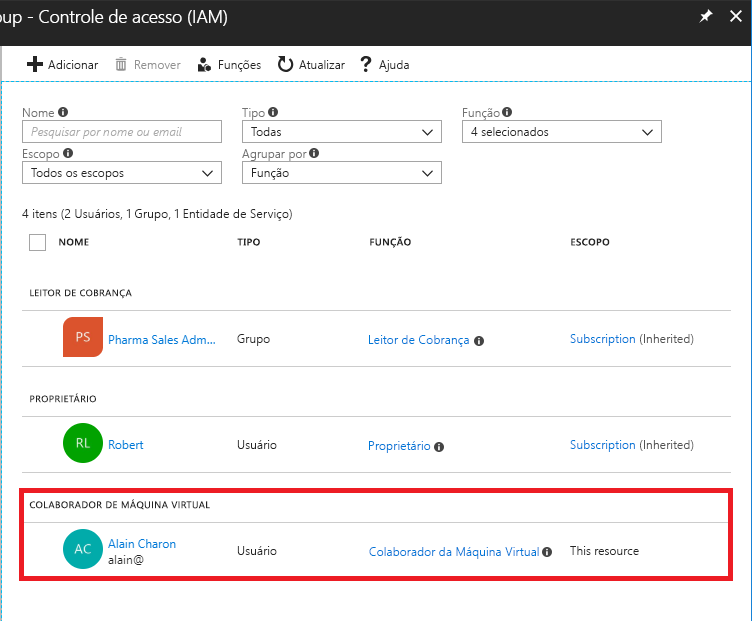 oup - Controle de acesso (IAM)
Adicionar Remover Funções Atualizar ? Ajuda
Nome Tipo Função
Pesquisar por nome ou email Todas 4 selecionados
Escopo Agrupar por
Todos os escopos Função
4 itens (2 Usuários, 1 Grupo, 1 Entidade de Serviço)
NOME TIPO FUNÇÃO ESCOPO
LEITOR DE COBRANÇA
PS Pharma Sales Adm... Grupo Leitor de Cobrança Subscription (Inherited)
PROPRIETÁRIO
RL Robert Usuário Proprietário Subscription (Inherited)
COLABORADOR DE MÁQUINA VIRTUAL
AC Alain Charon Usuário Colaborador da Máquina Virtual This resource
alain@